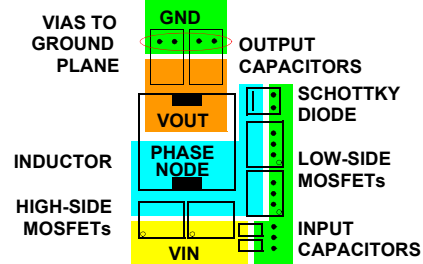 VIAS TO
GROUND
PLANE
GND
OUTPUT
CAPACITORS
SCHOTTKY
DIODE
VOUT
INDUCTOR
PHASE
NODE
LOW-SIDE
MOSFETs
HIGH-SIDE
MOSFETs
VIN
INPUT
CAPACITORS